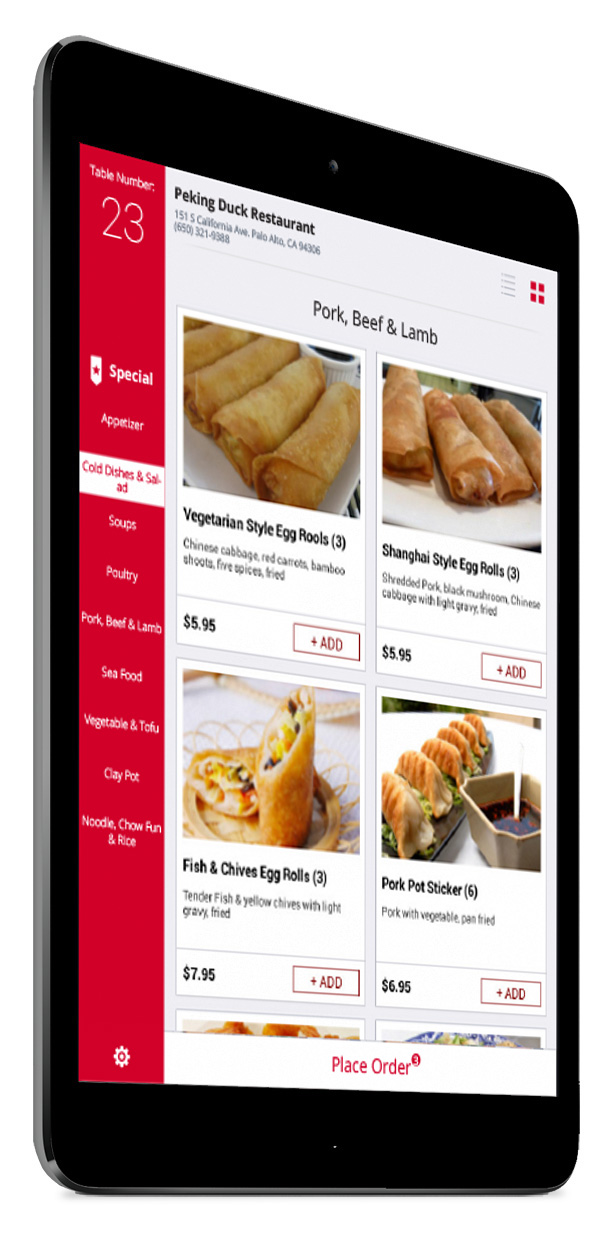 Table Number:
23
Peking Duck Restaurant
151 S California Ave. Palo Alto, CA 94306
(650) 321-9388
Special
Appetizer
Cold Dishes & Sal-
ad
Soups
Poultry
Pork, Beef & Lamb
Sea Food
Vegetable & Tofu
Clay Pot
Noodle, Chow Fun
& Rice
Pork, Beef & Lamb
Vegetarian Style Egg Rools (3)
Chinese cabbage, red carrots, bamboo
shoots, five spices, fried
$5.95
+ ADD
Shanghai Style Egg Rolls (3)
Shredded Pork, black mushroom, Chinese
cabbage with light gravy, fried
$5.95
+ ADD
Fish & Chives Egg Rolls (3)
Tender Fish & yellow chives with light
gravy, fried
$7.95
+ ADD
Pork Pot Sticker (6)
Pork with vegetable, pan fried
$6.95
+ ADD
Place Order 3